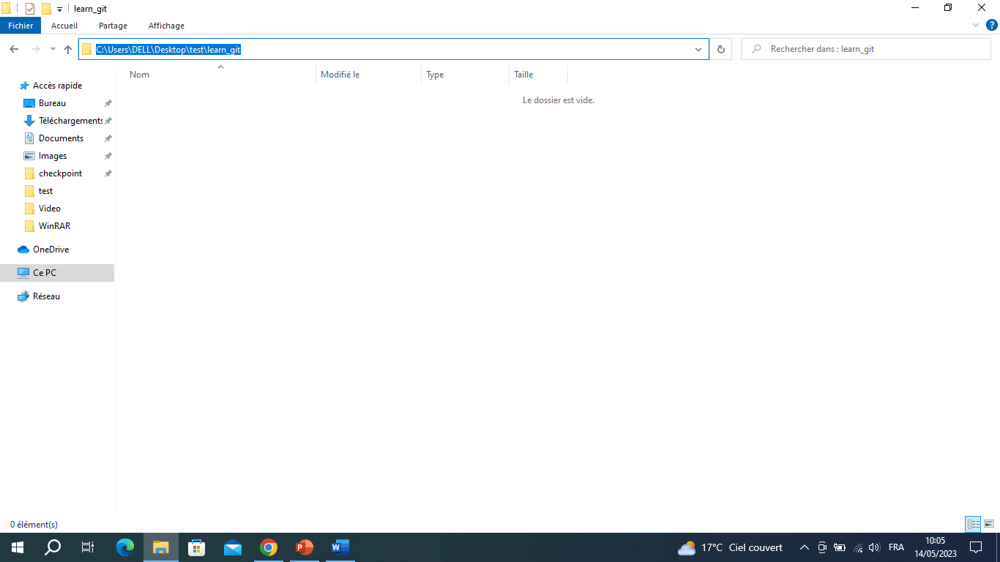 learn_git
Fichier Accueil Partage Affichage
C:\Users\DELL\Desktop\test\learn_git
Rechercher dans : learn_git
Nom Modifié le Type Taille
Le dossier est vide.
Accès rapide
Bureau
Téléchargements
Documents
Images
checkpoint
test
Video
WinRAR
OneDrive
Ce PC
Réseau
0 élément(s)
17°C Ciel couvert
FRA
10:05
14/05/2023